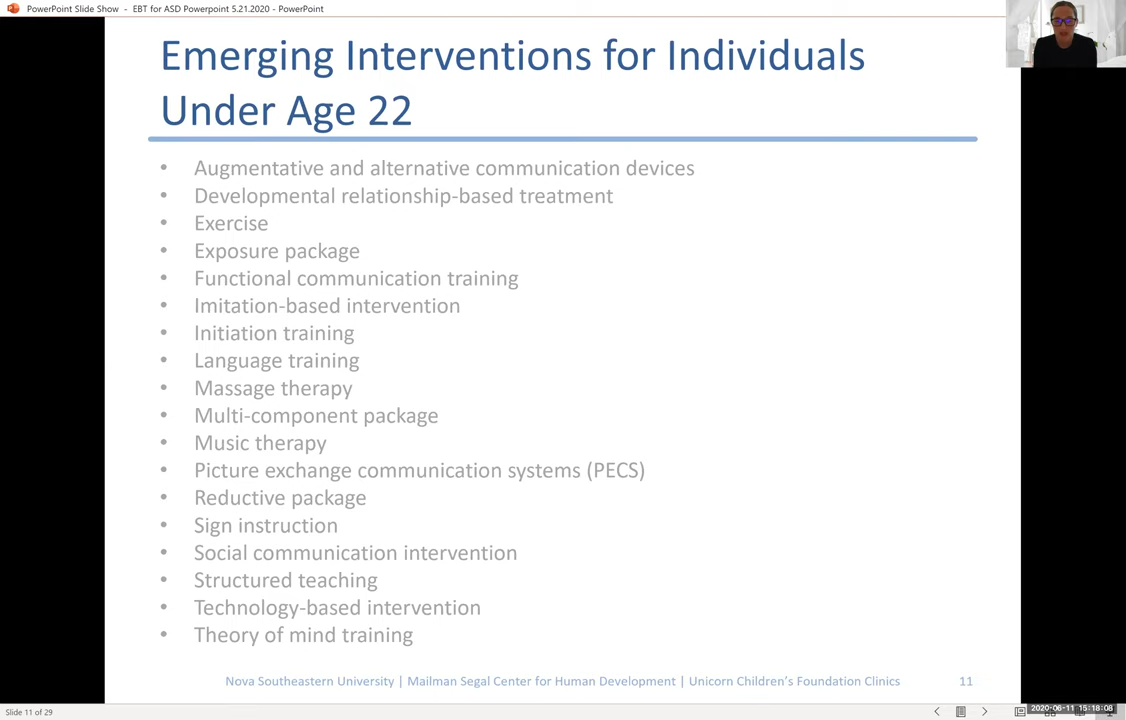 PowerPoint Slide Show - EBT for ASD Powerpoint 5.21.2020 - PowerPoint
Emerging Interventions for Individuals
Under Age 22
• Augmentative and alternative communication devices
• Developmental relationship-based treatment
• Exercise
• Exposure package
• Functional communication training
• Imitation-based intervention
• Initiation training
• Language training
• Massage therapy
• Multi-component package
• Music therapy
• Picture exchange communication systems (PECS)
• Reductive package
• Sign instruction
• Social communication intervention
• Structured teaching
• Technology-based intervention
• Theory of mind training
Nova Southeastern University | Mailman Segal Center for Human Development | Unicorn Children's Foundation Clinics 11
Slide 11 of 29
2020-06-11 15:18:08